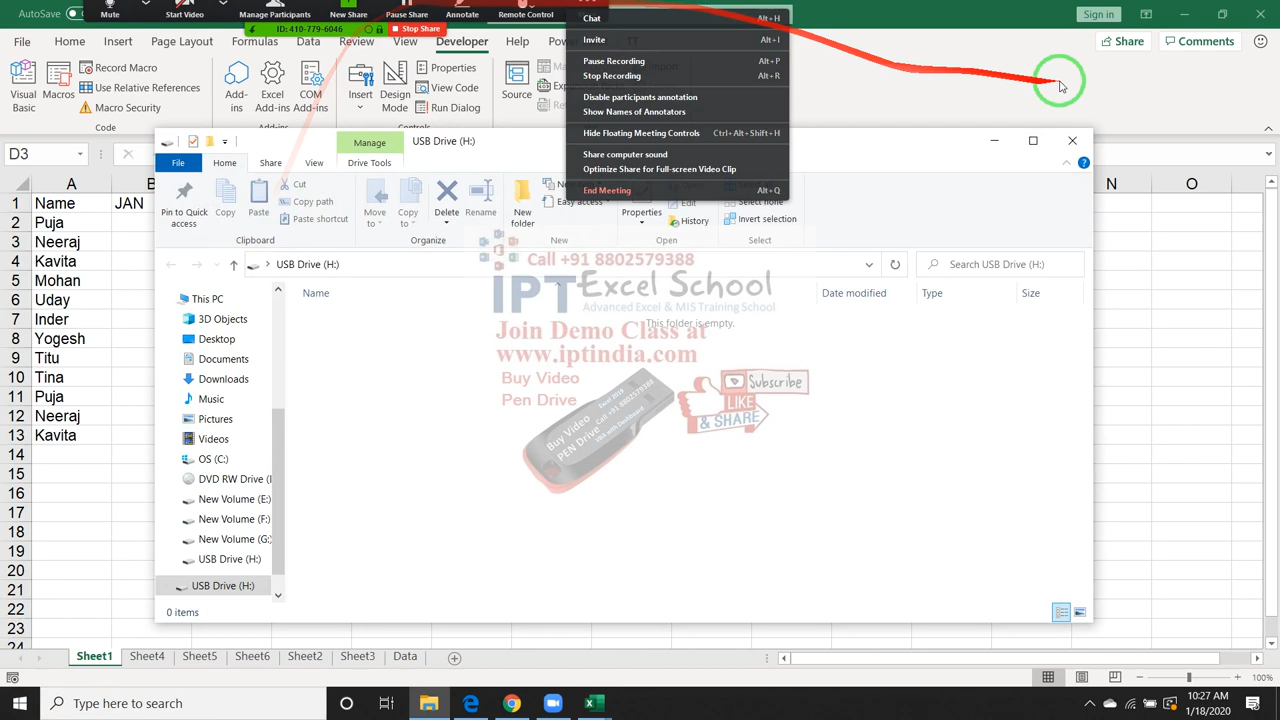 AutoSave
Start Video
Manage Participants
New Share
Pause Share
Annotate
Remote Control
Sign in
ID: 410-779-6046
Stop Share
Chat Alt+H
Invite Alt+I
Pause Recording Alt+P
Stop Recording Alt+R
Disable participants annotation
Show Names of Annotators
Hide Floating Meeting Controls Ctrl+Alt+Shift+H
Share computer sound
Optimize Share for Full-screen Video Clip
End Meeting Alt+Q
File
Insert
Page Layout
Formulas
Data
Review
View
Developer
Help
Share
Comments
Visual Basic
Macros
Record Macro
Use Relative References
Macro Security
Code
Add-ins
Excel Add-ins
COM Add-ins
Add-ins
Insert
Design Mode
Properties
View Code
Run Dialog
Controls
Source
D3
A
B
N
O
Name
JAN
3 Neeraj
4 Kavita
5 Mohan
6 Uday
8 Yogesh
9 Titu
10 Tina
11 Puja
12 Neeraj
13 Kavita
14
15
16
17
18
19
20
21
22
23
24
Manage
USB Drive (H:)
File
Home
Share
View
Drive Tools
Pin to Quick access
Copy
Paste
Cut
Copy path
Paste shortcut
Clipboard
Move to
Copy to
Delete
Rename
Organize
New folder
Easy access
New
Properties
Edit
History
Open
Select none
Invert selection
Select
USB Drive (H:)
Search USB Drive (H:)
Name
Date modified
Type
Size
This folder is empty.
This PC
3D Objects
Desktop
Documents
Downloads
Music
Pictures
Videos
OS (C:)
DVD RW Drive (
New Volume (E:)
New Volume (F:)
New Volume (G:)
USB Drive (H:)
USB Drive (H:)
0 items
Call +91 8802579388
IPT Excel School
Advanced Excel & MIS Training School
Join Demo Class at
www.iptindia.com
Buy Video
Pen Drive
Buy Video
PEN Drive
Call +91 8802579388
Subscribe
LIKE
& SHARE
Sheet1
Sheet4
Sheet5
Sheet6
Sheet2
Sheet3
Data
100%
Type here to search
10:27 AM
1/18/2020